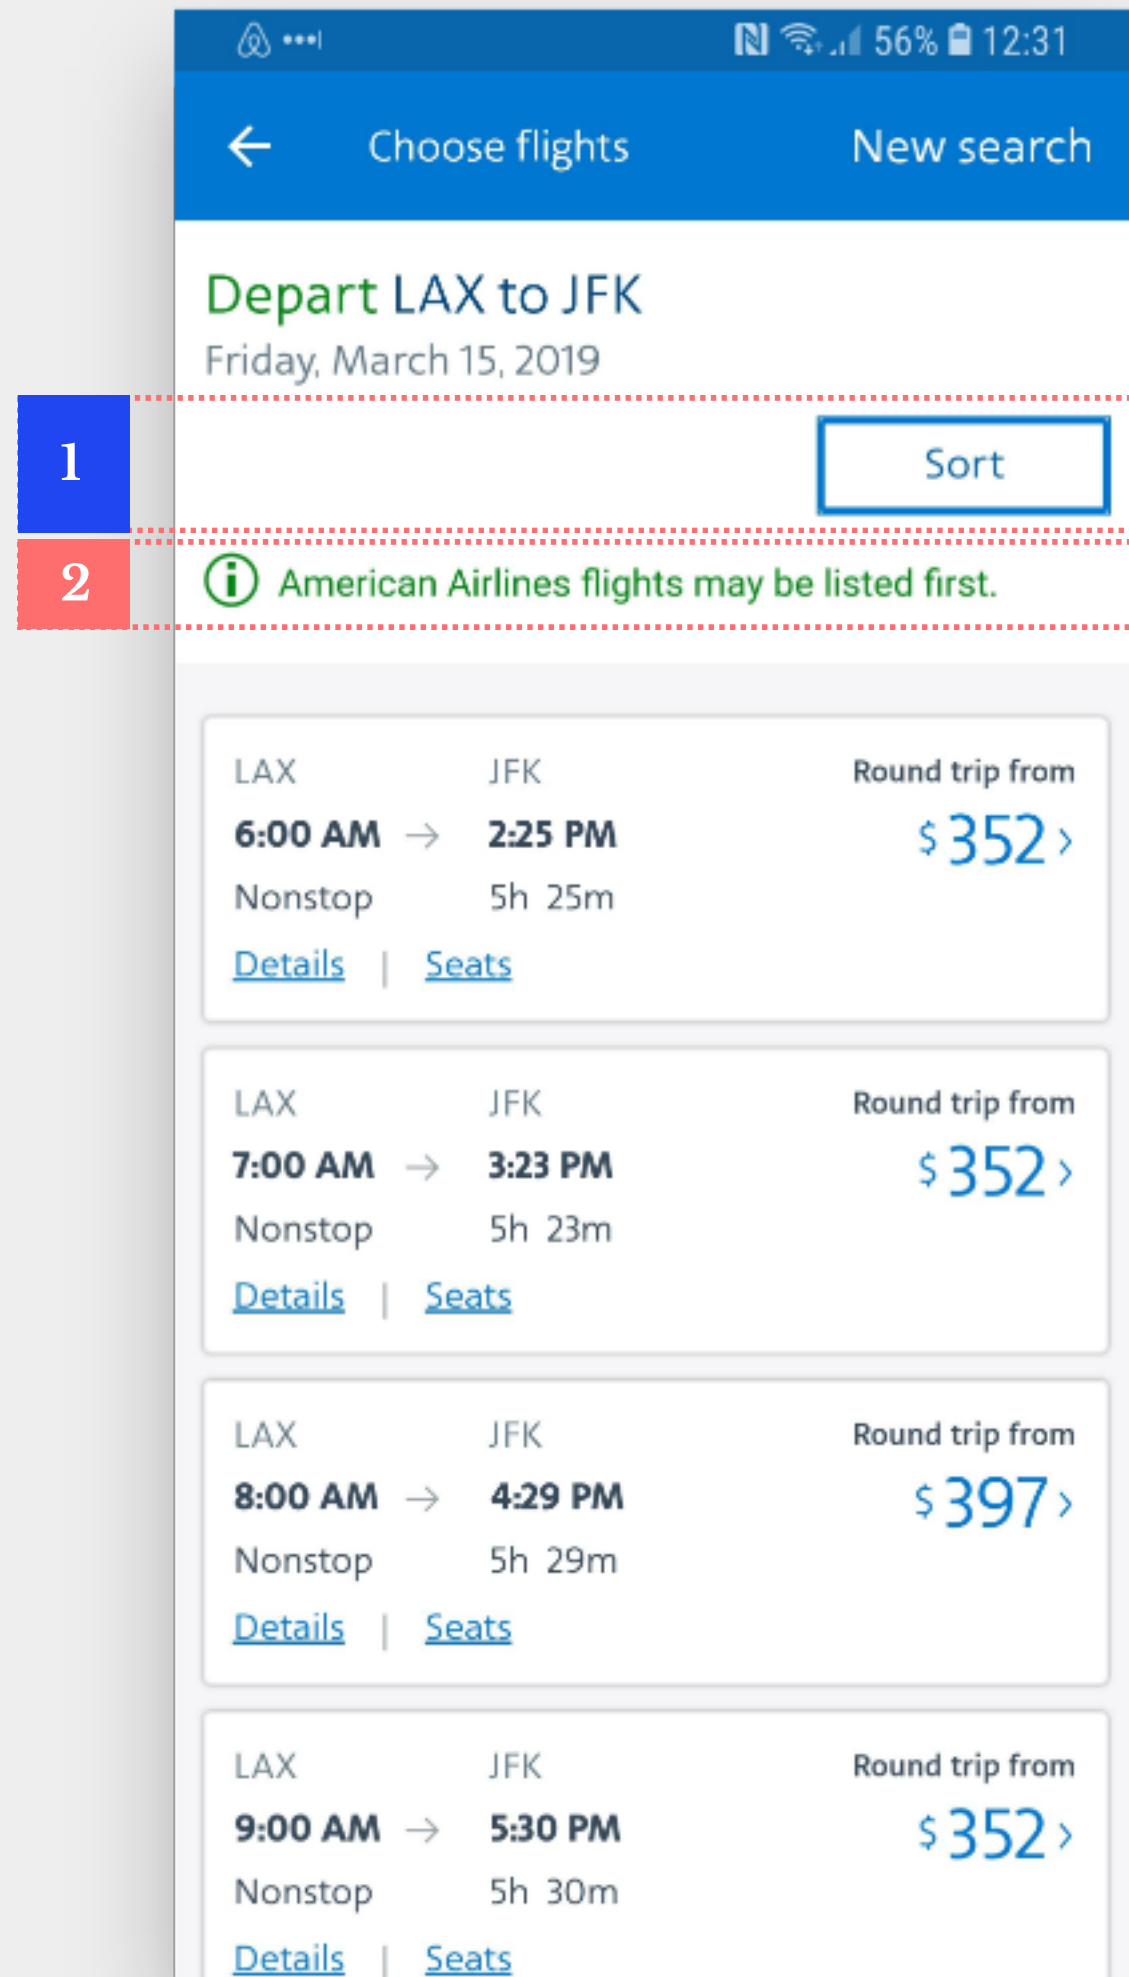 56% 12:31
Choose flights New search
Depart LAX to JFK
Friday, March 15, 2019
1
Sort
2
American Airlines flights may be listed first.
LAX JFK Round trip from
6:00 AM → 2:25 PM $352 >
Nonstop 5h 25m
Details | Seats
LAX JFK Round trip from
7:00 AM → 3:23 PM $352 >
Nonstop 5h 23m
Details | Seats
LAX JFK Round trip from
8:00 AM → 4:29 PM $397 >
Nonstop 5h 29m
Details | Seats
LAX JFK Round trip from
9:00 AM → 5:30 PM $352 >
Nonstop 5h 30m
Details | Seats